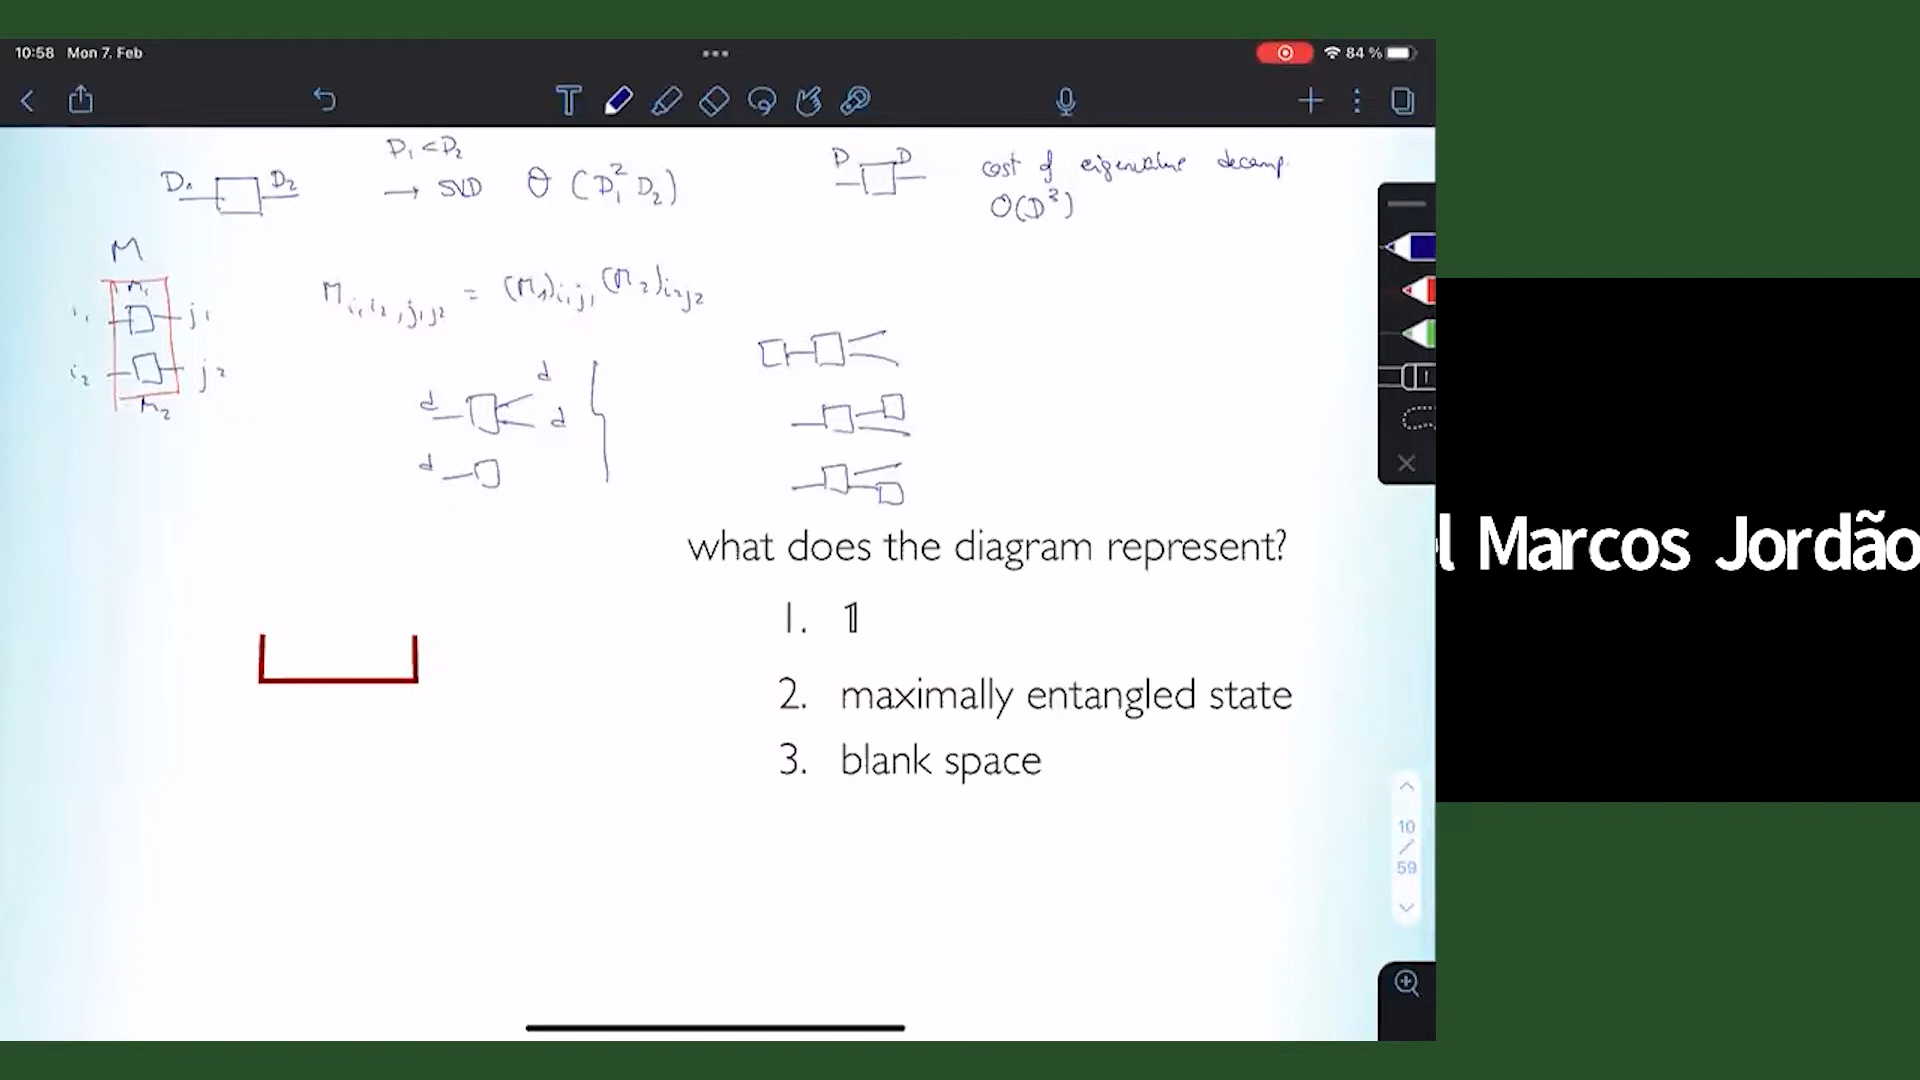 10:58 Mon 7. Feb
84 %
D₁ D₂
D₁ < D₂
→ SVD O (D₁² D₂)
D D
cost of eigenvalue decomp.
O(D³)
M
M₁
i₁ j₁
i₂ j₂
M₂
M i₁i₂,j₁j₂ = (M₁)i₁j₁ (M₂)i₂j₂
d d
d
d
what does the diagram represent?
1. 𝟙
2. maximally entangled state
3. blank space
l Marcos Jordão
10
/
59